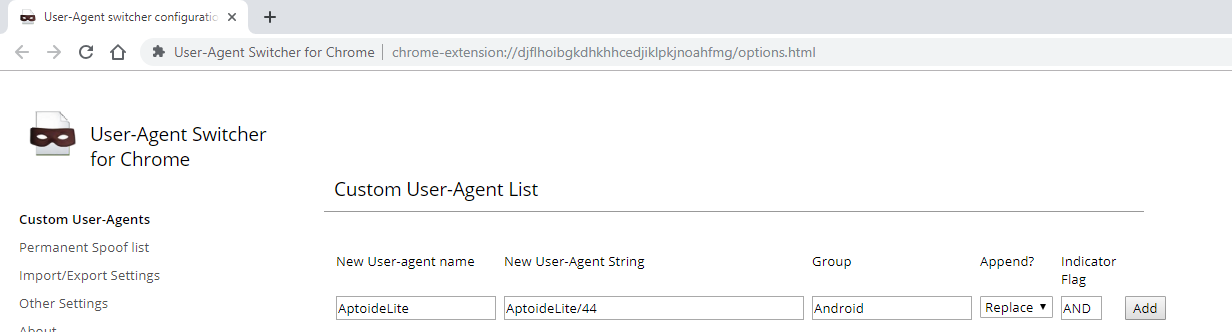 User-Agent switcher configuratio
User-Agent Switcher for Chrome chrome-extension://djflhoibgkdhkhhcedjiklpkjnoahfmg/options.html
User-Agent Switcher
for Chrome
Custom User-Agent List
Custom User-Agents
Permanent Spoof list
Import/Export Settings
Other Settings
About
New User-agent name New User-Agent String Group Append? Indicator
Flag
AptoideLite AptoideLite/44 Android Replace AND Add